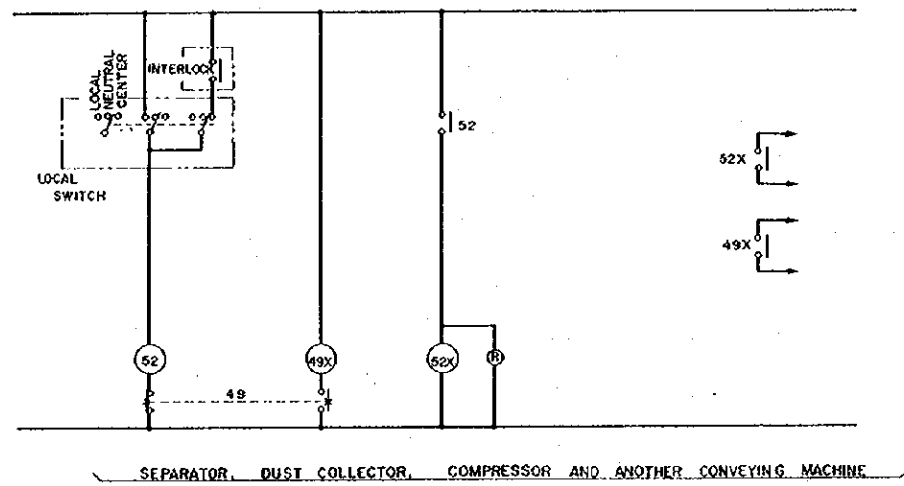 LOCAL
NEUTRAL
CENTER
INTERLOCK
LOCAL
SWITCH
52
52X
49X
52
49X
52X
R
49
SEPARATOR, DUST COLLECTOR, COMPRESSOR AND ANOTHER CONVEYING MACHINE